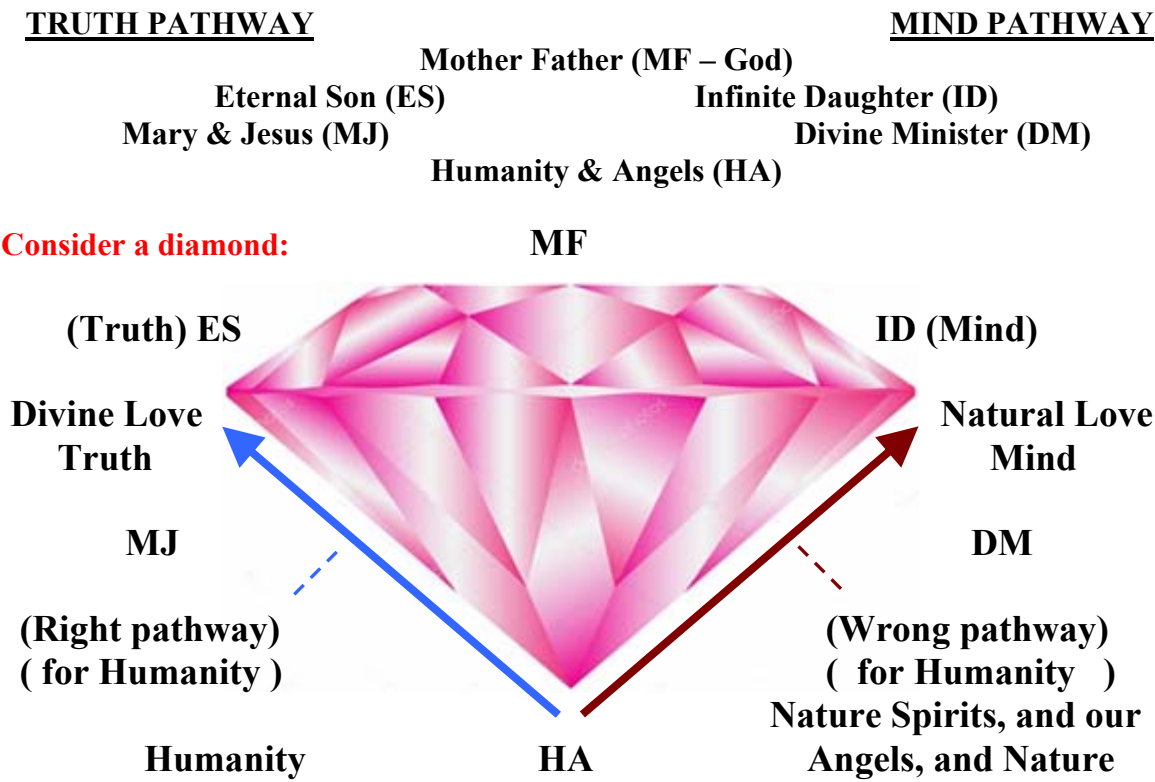 TRUTH PATHWAY MIND PATHWAY
Mother Father (MF – God)
Eternal Son (ES) Infinite Daughter (ID)
Mary & Jesus (MJ) Divine Minister (DM)
Humanity & Angels (HA)
Consider a diamond: MF
(Truth) ES ID (Mind)
Divine Love Natural Love
Truth Mind
MJ DM
(Right pathway) (Wrong pathway)
( for Humanity ) ( for Humanity )
Nature Spirits, and our
Humanity HA Angels, and Nature